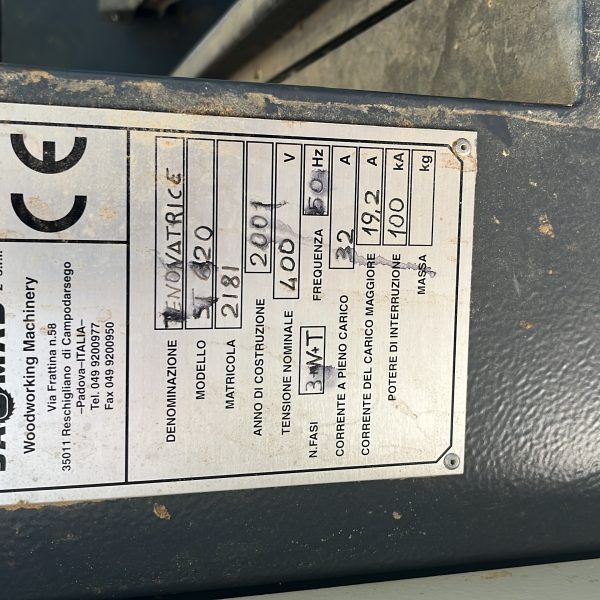 CE
Woodworking Machinery
Via Frattina n.58
35011 Reschigliano di Campodarsego
–Padova–ITALIA–
Tel. 049 9200977
Fax 049 9200950
DENOMINAZIONE TENOVATRICE
MODELLO ST 620
MATRICOLA 2181
ANNO DI COSTRUZIONE 2001
TENSIONE NOMINALE 400 V
N.FASI 3+N+T FREQUENZA 50 Hz
CORRENTE A PIENO CARICO 32 A
CORRENTE DEL CARICO MAGGIORE 19,2 A
POTERE DI INTERRUZIONE 100 kA
MASSA kg